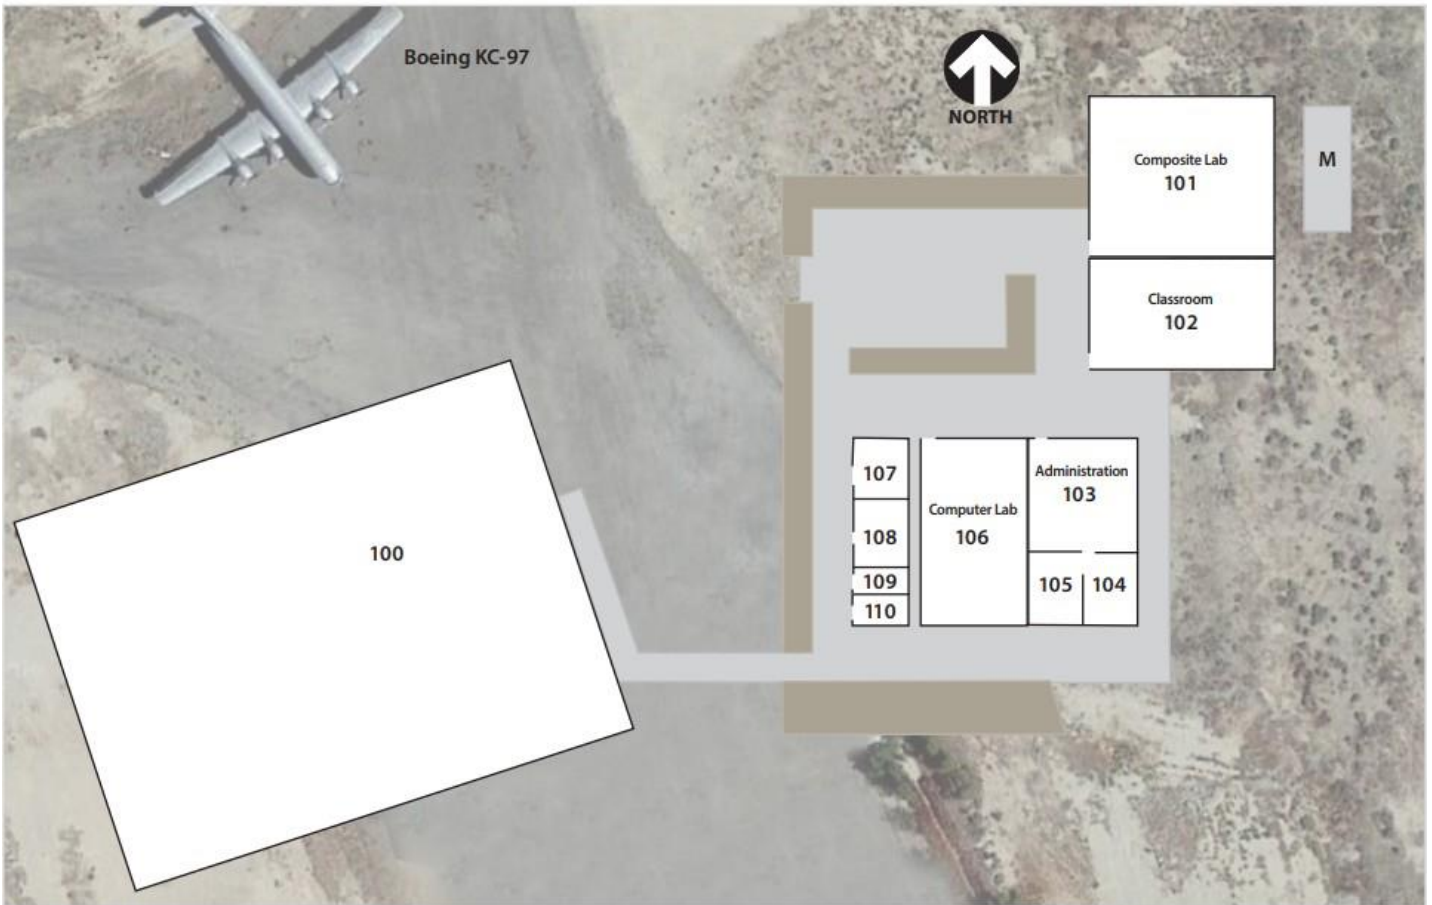 Boeing KC-97
NORTH
Composite Lab
101
M
Classroom
102
107
108
109
110
Computer Lab
106
Administration
103
105
104
100